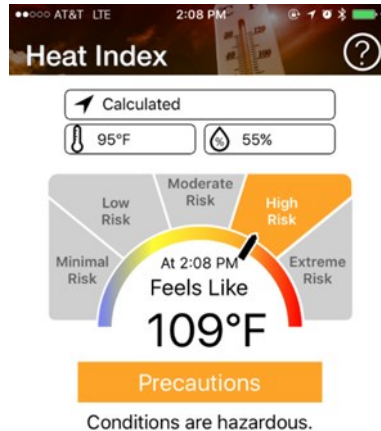 AT&T LTE 2:08 PM
Heat Index ?
Calculated
95°F % 55%
Minimal Risk
Low Risk
Moderate Risk
High Risk
Extreme Risk
At 2:08 PM
Feels Like
109°F
Precautions
Conditions are hazardous.